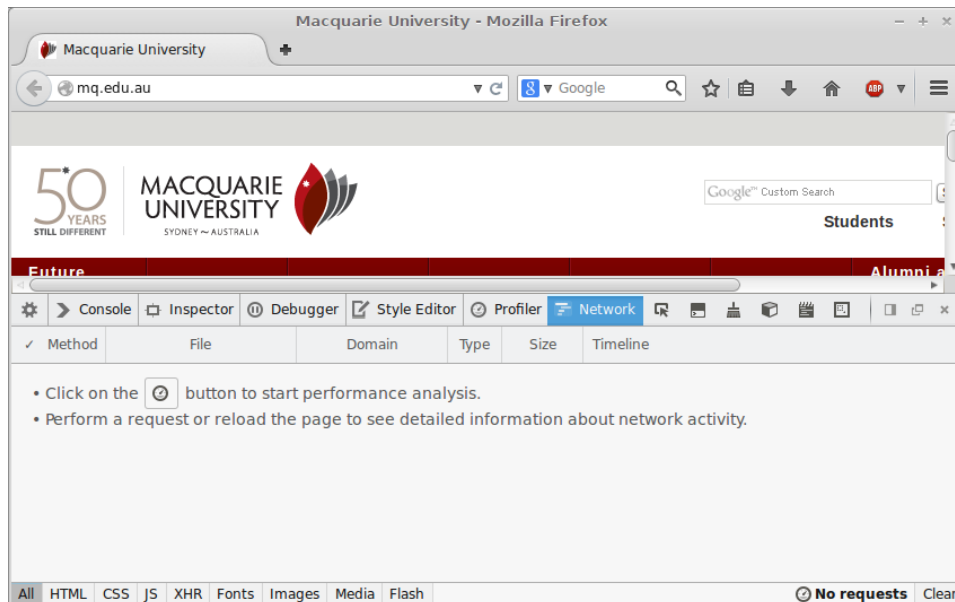 Macquarie University - Mozilla Firefox
Macquarie University
mq.edu.au
8 Google
ABP
50
YEARS
STILL DIFFERENT
MACQUARIE
UNIVERSITY
SYDNEY ~ AUSTRALIA
Google™ Custom Search
Students
Future
Alumni a
Console Inspector Debugger Style Editor Profiler Network
✓ Method File Domain Type Size Timeline
• Click on the button to start performance analysis.
• Perform a request or reload the page to see detailed information about network activity.
All HTML CSS JS XHR Fonts Images Media Flash No requests Clear